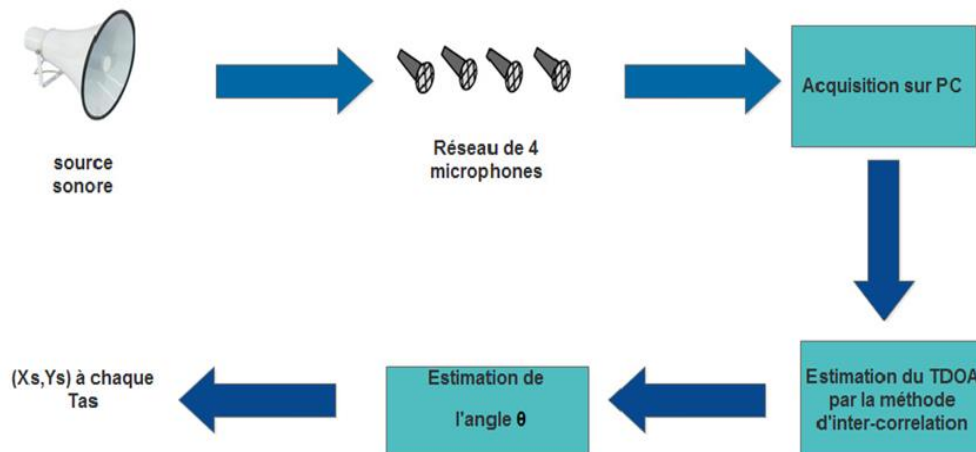 source
sonore
Réseau de 4
microphones
Acquisition sur PC
Estimation du TDOA
par la méthode
d'inter-correlation
Estimation de
l'angle θ
(Xs,Ys) à chaque
Tas